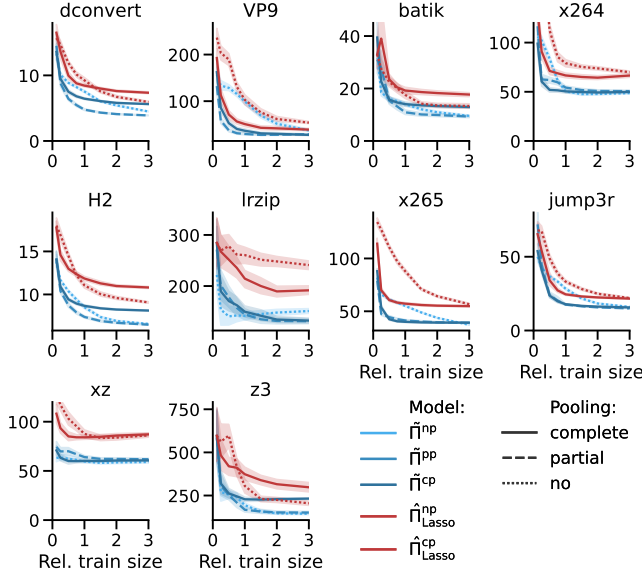 dconvert VP9 batik x264
10
0
0 1 2 3
200
100
0 1 2 3
40
20
0
0 1 2 3
100
50
0
0 1 2 3
H2 lrzip x265 jump3r
15
10
0 1 2 3
300
200
0 1 2 3
100
50
0 1 2 3
50
0
0 1 2 3
Rel. train size Rel. train size
xz z3
100
50
0
0 1 2 3
750
500
250
0 1 2 3
Rel. train size Rel. train size
Model: Pooling:
Π̃ⁿᵖ complete
Π̃ᵖᵖ partial
Π̃ᶜᵖ no
Π̂ⁿᵖ Lasso
Π̂ᶜᵖ Lasso